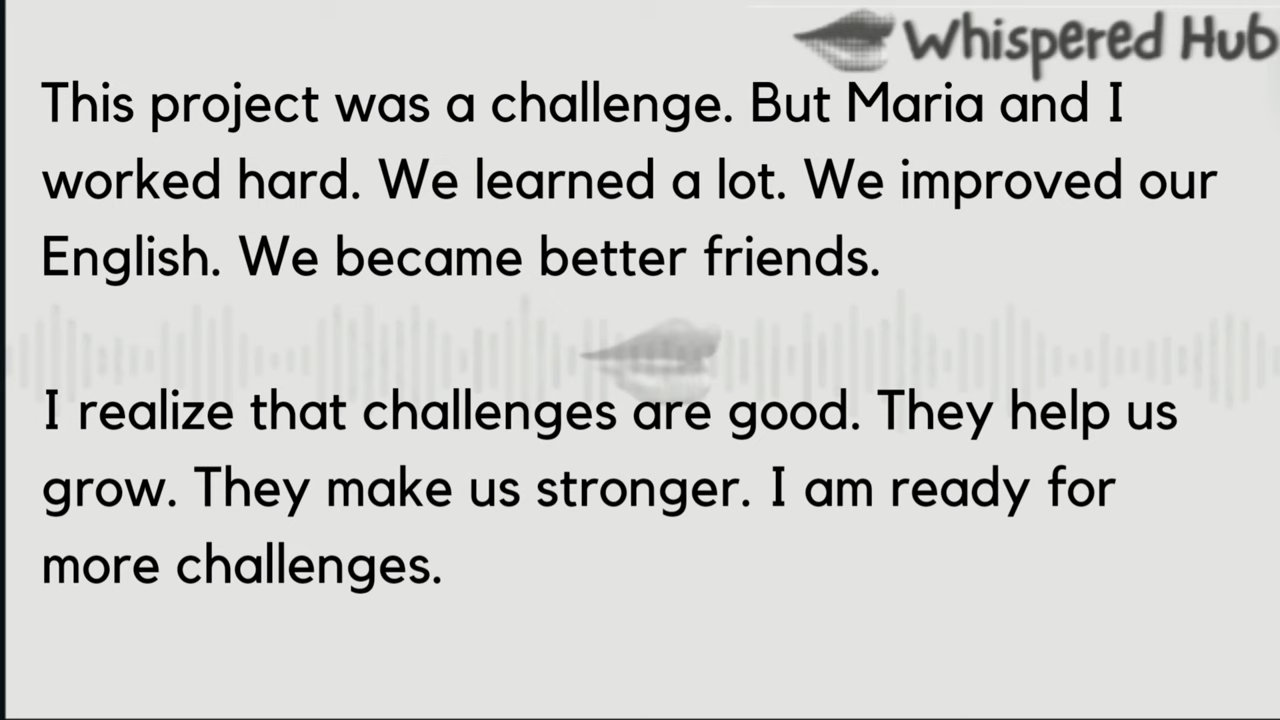 Whispered Hub
This project was a challenge. But Maria and I
worked hard. We learned a lot. We improved our
English. We became better friends.
I realize that challenges are good. They help us
grow. They make us stronger. I am ready for
more challenges.